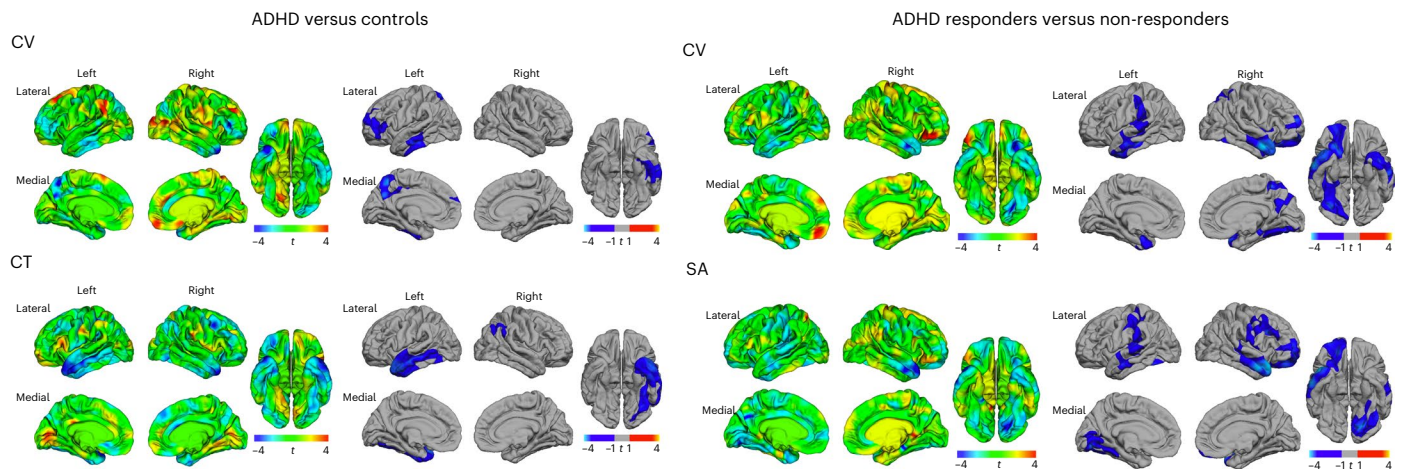 ADHD versus controls
ADHD responders versus non-responders
CV
Left
Right
Lateral
Medial
−4 t 4
Left
Right
Lateral
Medial
−4 −1 t 1 4
CT
Left
Right
Lateral
Medial
−4 t 4
Left
Right
Lateral
Medial
−4 −1 t 1 4
CV
Left
Right
Lateral
Medial
−4 t 4
Left
Right
Lateral
Medial
−4 −1 t 1 4
SA
Lateral
Medial
−4 t 4
Lateral
Medial
−4 −1 t 1 4